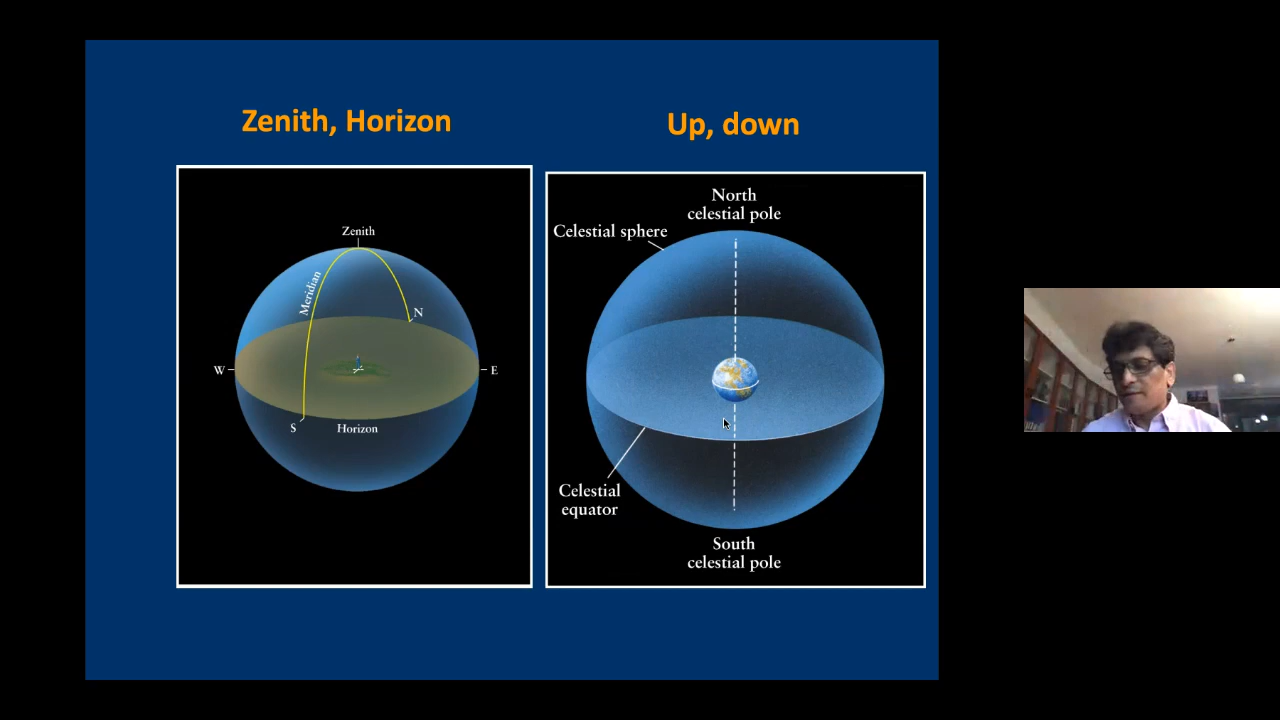 Zenith, Horizon
Up, down
Zenith
Meridian
N
W
E
S
Horizon
North
celestial pole
Celestial sphere
Celestial
equator
South
celestial pole